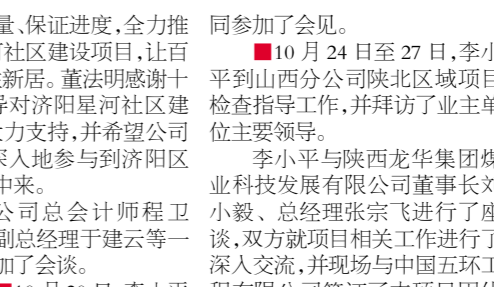 量、保证进度，全力推
社区建设项目，让百
新居。董法明感谢十
导对济阳星河社区建
力支持，并希望公司
深入地参与到济阳区
中来。
公司总会计师程卫
副总经理于建云等一
加了会谈。
同参加了会见。
■10月24日至27日，李小
平到山西分公司陕北区域项目
检查指导工作，并拜访了业主单
位主要领导。
李小平与陕西龙华集团煤
业科技发展有限公司董事长刘
小毅、总经理张宗飞进行了座
谈，双方就项目相关工作进行了
深入交流，并现场与中国五环工